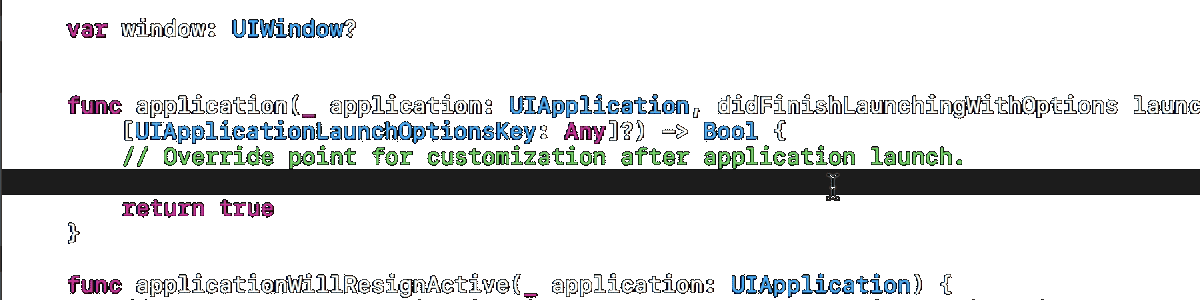 var window: UIWindow?
func application(_ application: UIApplication, didFinishLaunchingWithOptions
[UIApplicationLaunchOptionsKey: Any]?) -> Bool {
// Override point for customization after application launch.
return true
}
func applicationWillResignActive(_ application: UIApplication) {